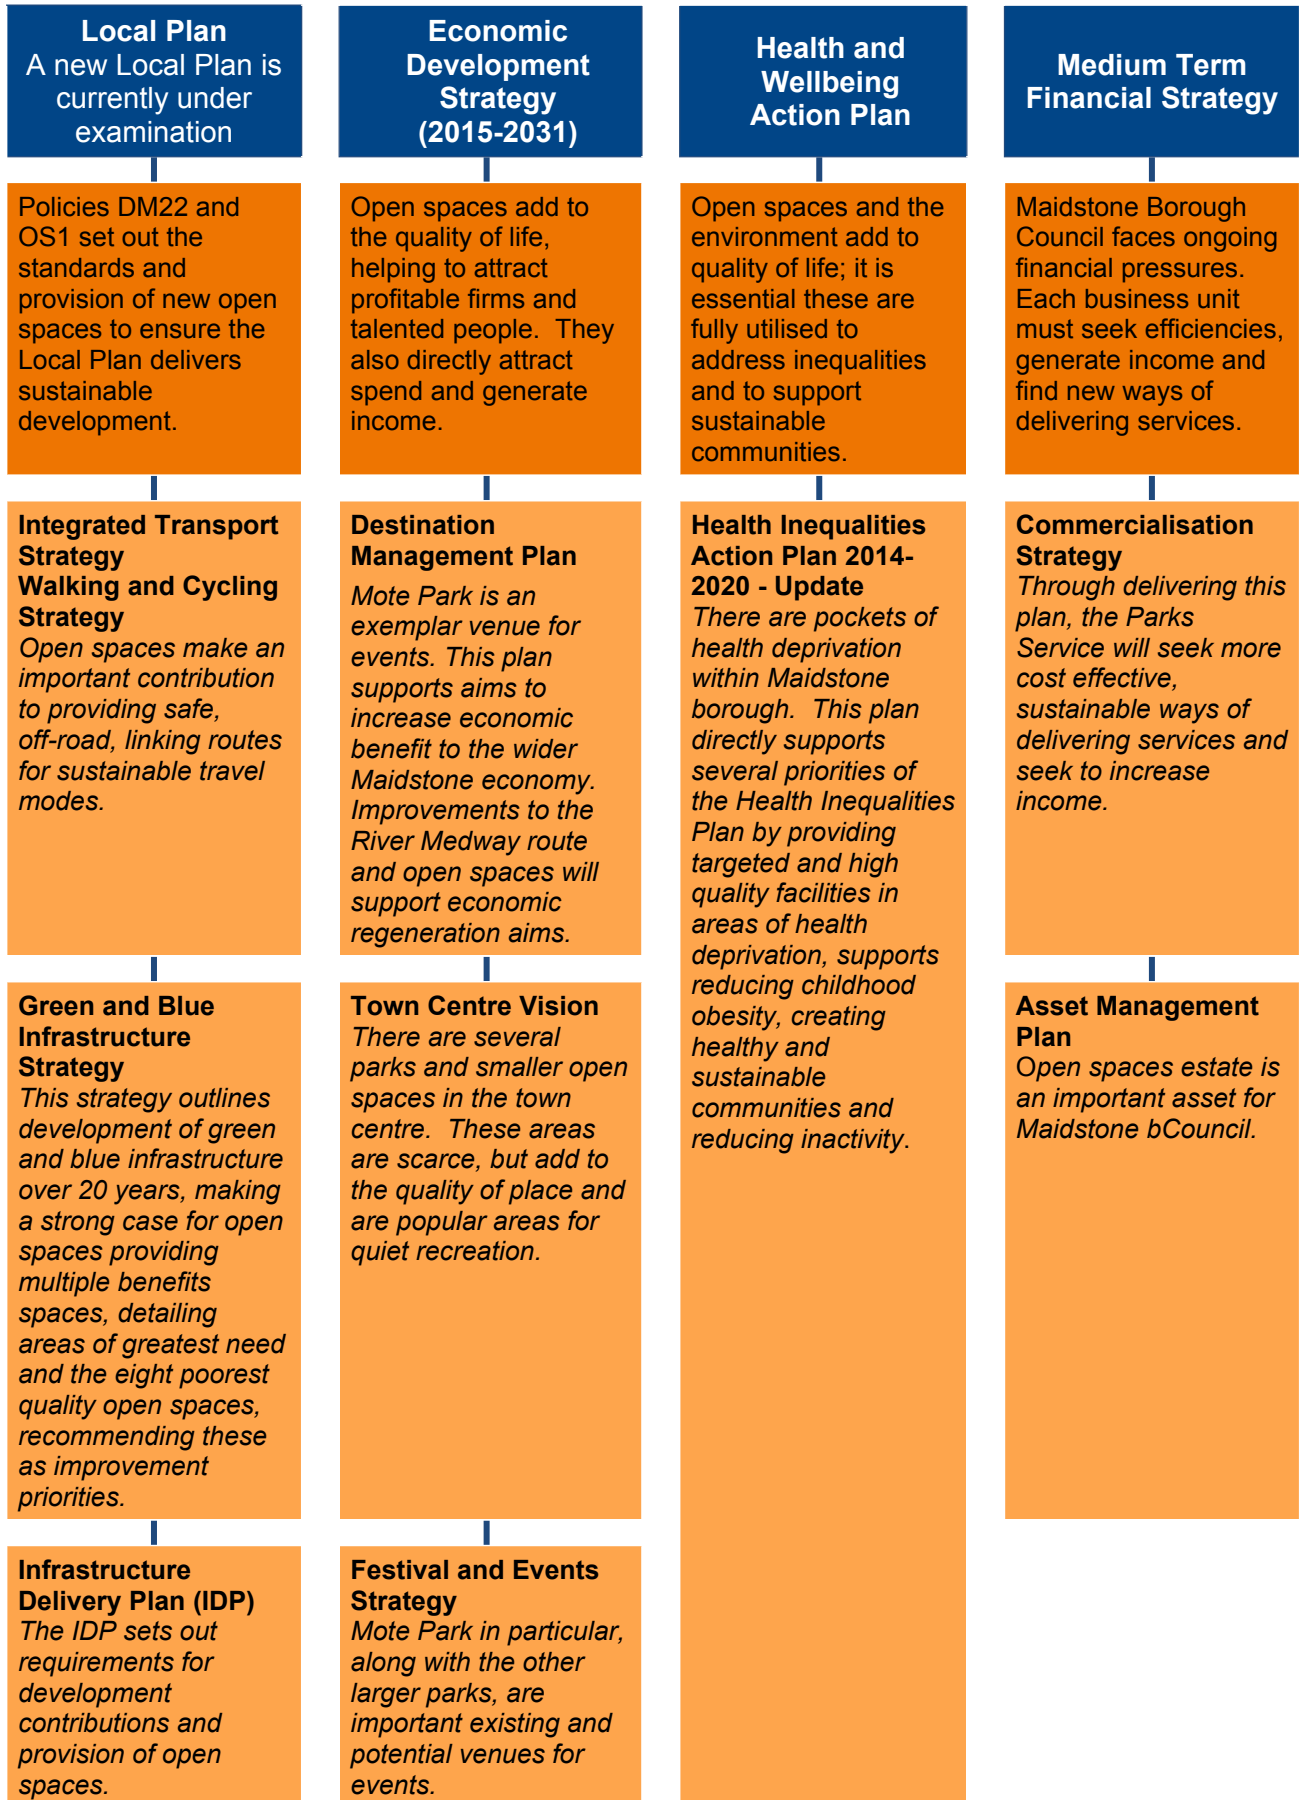 Local Plan
A new Local Plan is
currently under
examination
Policies DM22 and
OS1 set out the
standards and
provision of new open
spaces to ensure the
Local Plan delivers
sustainable
development.
Integrated Transport
Strategy
Walking and Cycling
Strategy
Open spaces make an
important contribution
to providing safe,
off-road, linking routes
for sustainable travel
modes.
Green and Blue
Infrastructure
Strategy
This strategy outlines
development of green
and blue infrastructure
over 20 years, making
a strong case for open
spaces providing
multiple benefits
spaces, detailing
areas of greatest need
and the eight poorest
quality open spaces,
recommending these
as improvement
priorities.
Infrastructure
Delivery Plan (IDP)
The IDP sets out
requirements for
development
contributions and
provision of open
spaces.
Economic
Development
Strategy
(2015-2031)
Open spaces add to
the quality of life,
helping to attract
profitable firms and
talented people.  They
also directly attract
spend and generate
income.
Destination
Management Plan
Mote Park is an
exemplar venue for
events. This plan
supports aims to
increase economic
benefit to the wider
Maidstone economy.
Improvements to the
River Medway route
and open spaces will
support economic
regeneration aims.
Town Centre Vision
There are several
parks and smaller open
spaces in the town
centre.  These areas
are scarce, but add to
the quality of place and
are popular areas for
quiet recreation.
Festival and Events
Strategy
Mote Park in particular,
along with the other
larger parks, are
important existing and
potential venues for
events.
Health and
Wellbeing
Action Plan
Open spaces and the
environment add to
quality of life; it is
essential these are
fully utilised to
address inequalities
and to support
sustainable
communities.
Health Inequalities
Action Plan 2014-
2020 - Update
There are pockets of
health deprivation
within Maidstone
borough.  This plan
directly supports
several priorities of
the Health Inequalities
Plan by providing
targeted and high
quality facilities in
areas of health
deprivation, supports
reducing childhood
obesity, creating
healthy and
sustainable
communities and
reducing inactivity.
Medium Term
Financial Strategy
Maidstone Borough
Council faces ongoing
financial pressures.
Each business unit
must seek efficiencies,
generate income and
find new ways of
delivering services.
Commercialisation
Strategy
Through delivering this
plan, the Parks
Service will seek more
cost effective,
sustainable ways of
delivering services and
seek to increase
income.
Asset Management
Plan
Open spaces estate is
an important asset for
Maidstone bCouncil.